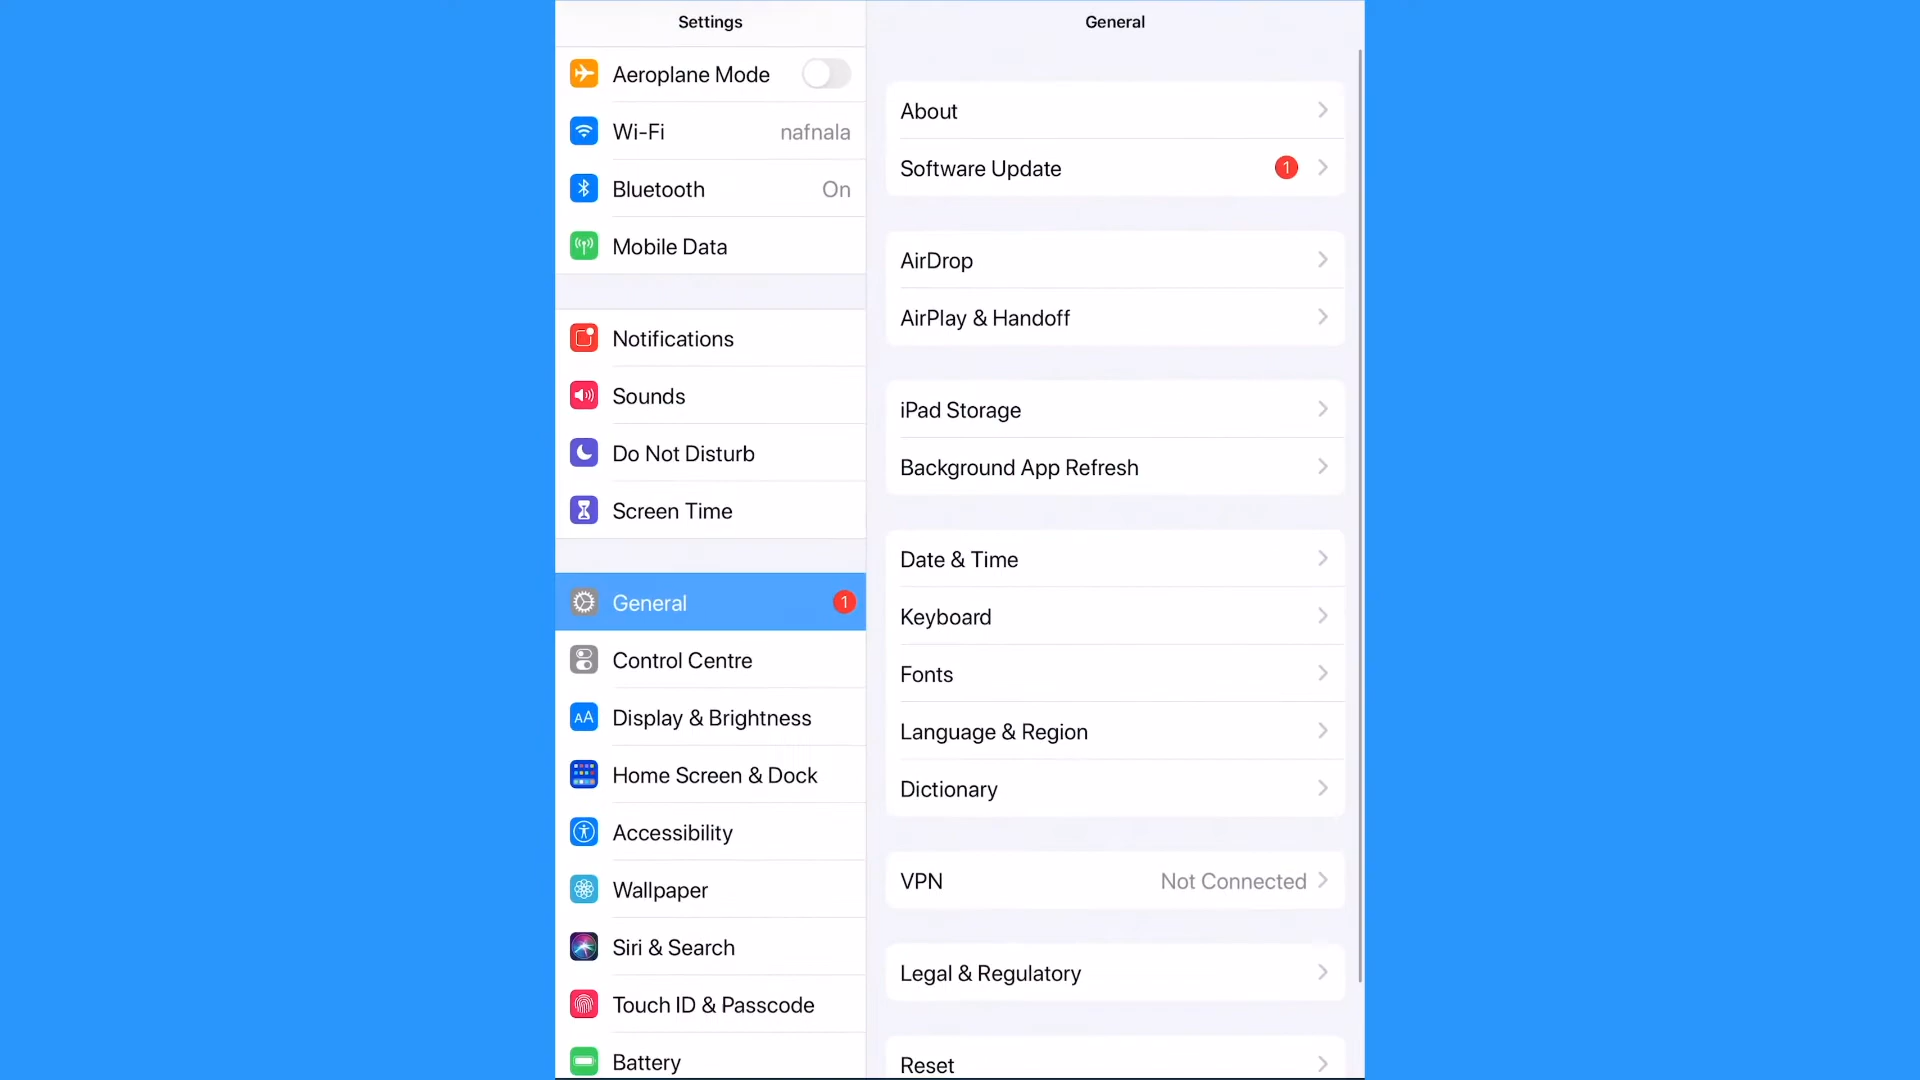 Settings
Aeroplane Mode
Wi-Fi nafnala
Bluetooth On
Mobile Data
Notifications
Sounds
Do Not Disturb
Screen Time
General 1
Control Centre
AA Display & Brightness
Home Screen & Dock
Accessibility
Wallpaper
Siri & Search
Touch ID & Passcode
Battery
General
About
Software Update 1
AirDrop
AirPlay & Handoff
iPad Storage
Background App Refresh
Date & Time
Keyboard
Fonts
Language & Region
Dictionary
VPN Not Connected
Legal & Regulatory
Reset